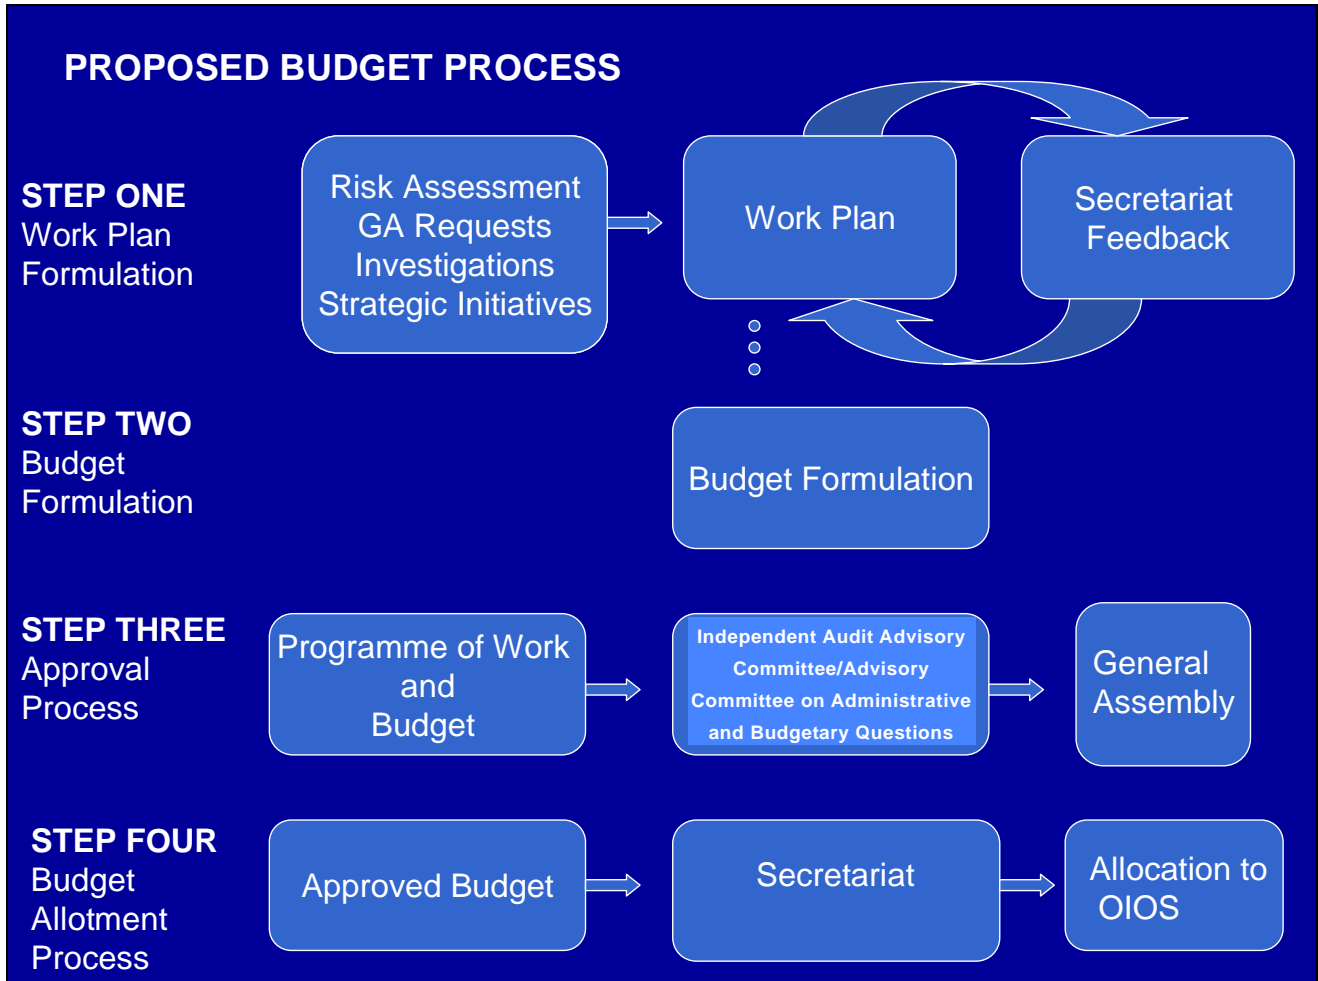 PROPOSED BUDGET PROCESS
STEP ONE
Work Plan
Formulation
Risk Assessment
GA Requests
Investigations
Strategic Initiatives
Work Plan
Secretariat
Feedback
STEP TWO
Budget
Formulation
Budget Formulation
STEP THREE
Approval
Process
Programme of Work
and
Budget
Independent Audit Advisory
Committee/Advisory
Committee on Administrative
and Budgetary Questions
General
Assembly
STEP FOUR
Budget
Allotment
Process
Approved Budget
Secretariat
Allocation to
OIOS